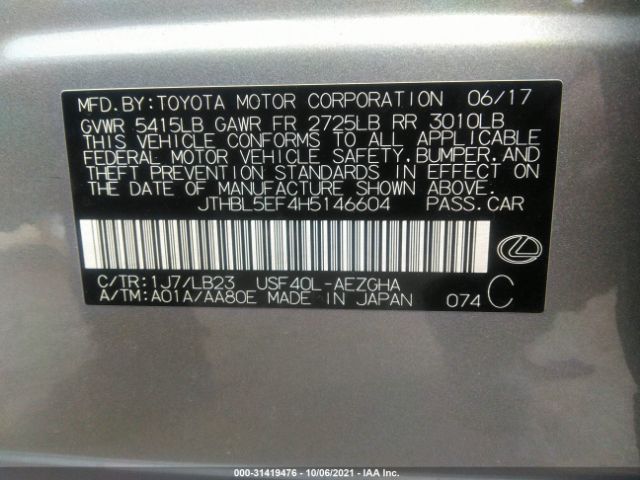 MFD.BY:TOYOTA MOTOR CORPORATION 06/17
GVWR 5415LB GAWR FR 2725LB RR 3010LB
THIS VEHICLE CONFORMS TO ALL APPLICABLE
FEDERAL MOTOR VEHICLE SAFETY,BUMPER,AND
THEFT PREVENTION STANDARDS IN EFFECT ON
THE DATE OF MANUFACTURE SHOWN ABOVE.
JTHBL5EF4H5146604 PASS.CAR
C/TR:1J7/LB23 USF40L-AEZGHA
A/TM:A01A/AA80E MADE IN JAPAN 074 C
000-31419476 - 10/06/2021 - IAA Inc.